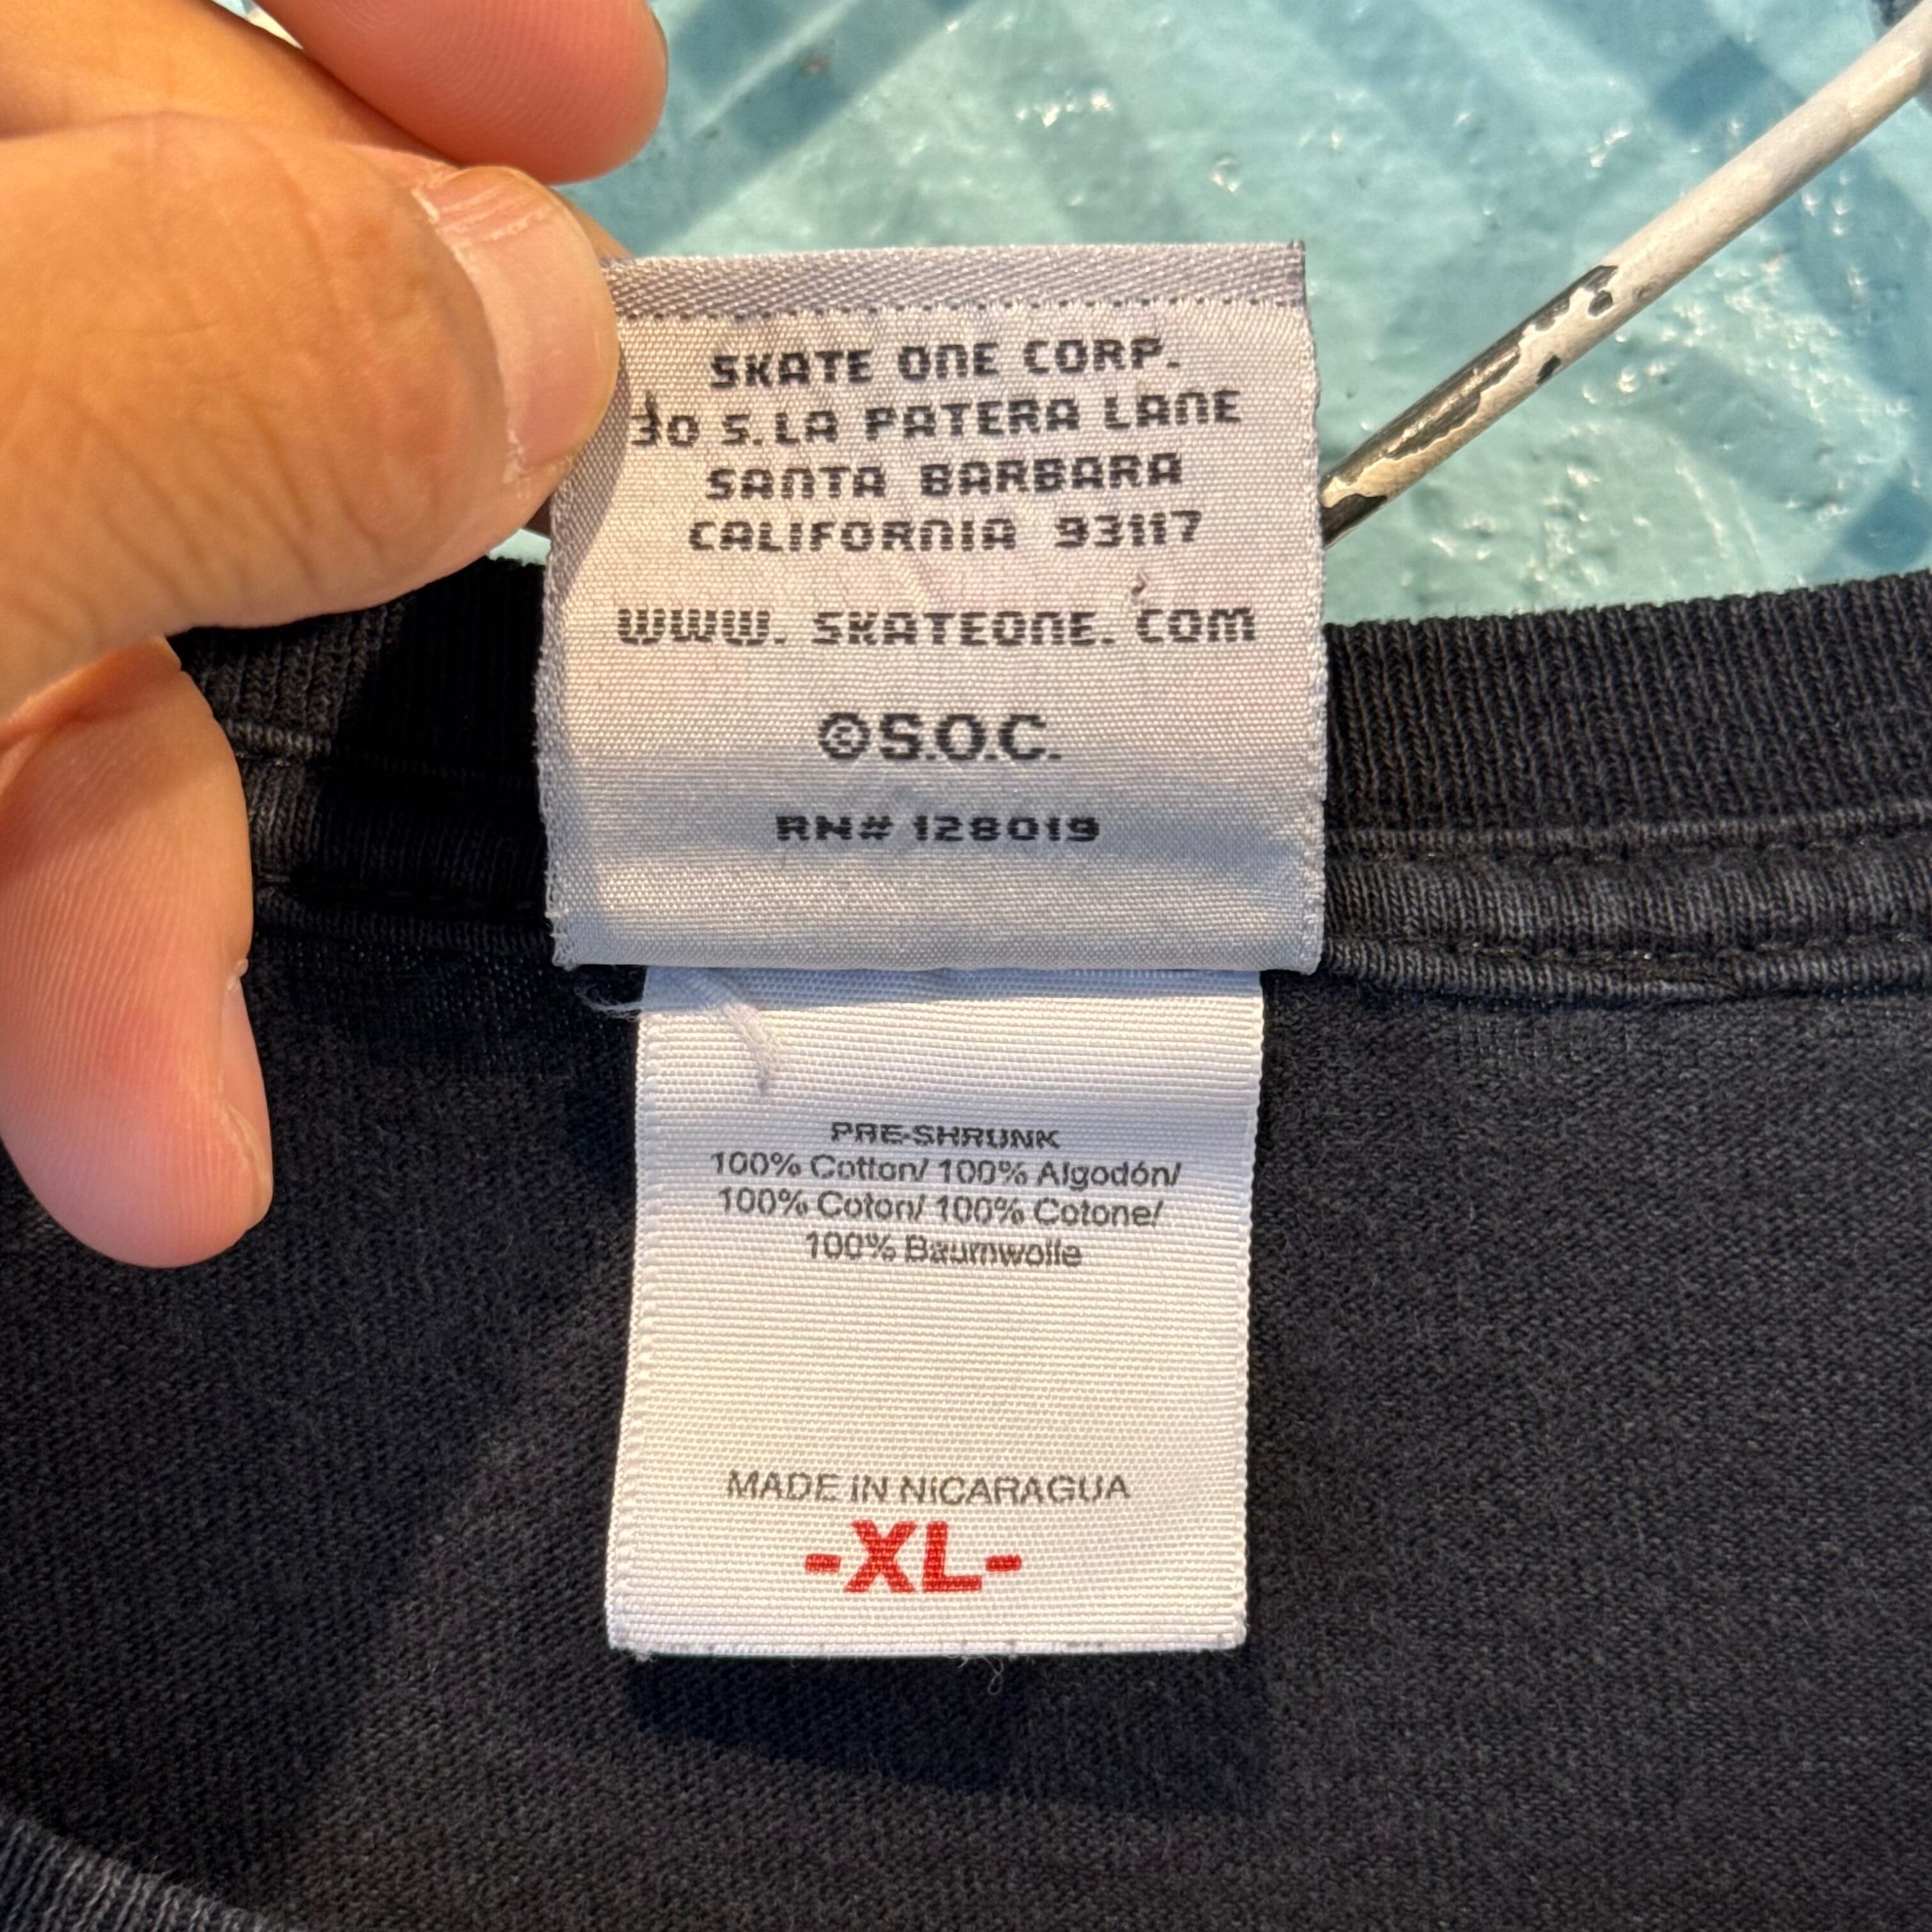 SKATE ONE CORP.
30 S. LA PATERA LANE
SANTA BARBARA
CALIFORNIA 93117
WWW. SKATEONE. COM
©S.O.C.
RN# 128019
PRE-SHRUNK
100% Cotton/ 100% Algodón/
100% Coton/ 100% Cotone/
100% Baumwolle
MADE IN NICARAGUA
-XL-